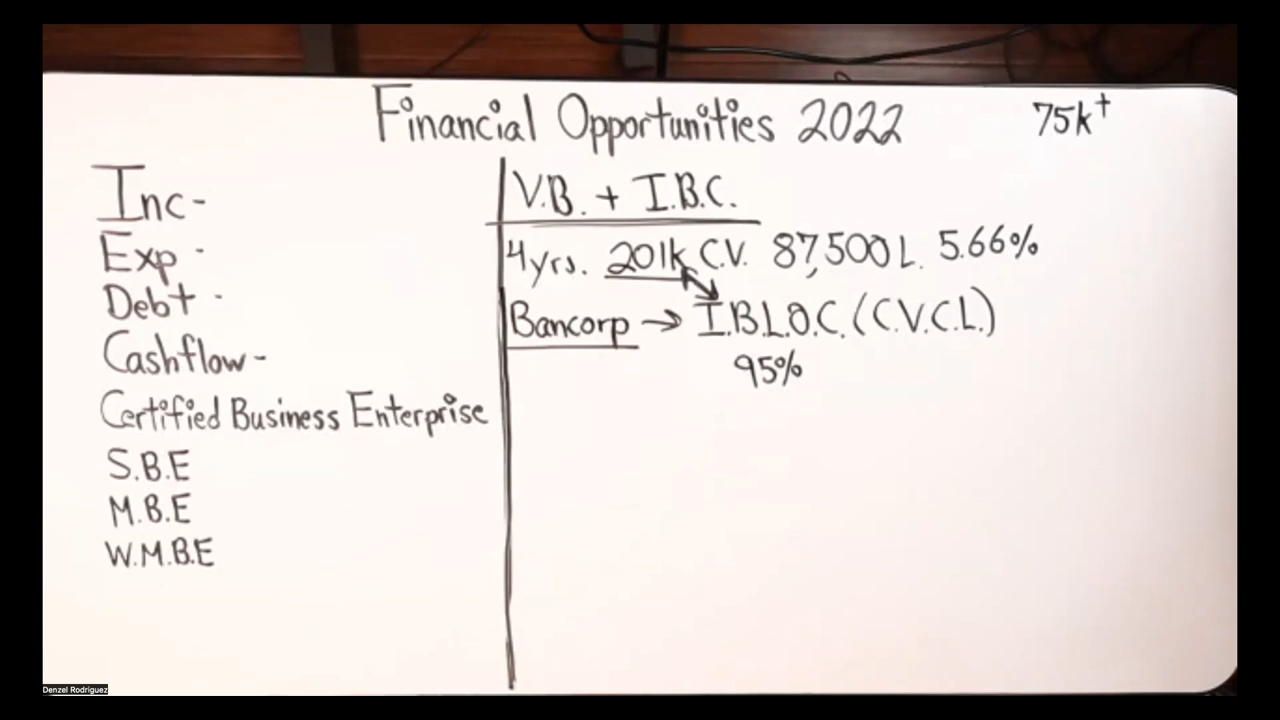 Financial Opportunities 2022
75k+
Inc-
Exp -
Debt -
Cashflow -
Certified Business Enterprise
S.B.E
M.B.E
W.M.B.E
V.B. + I.B.C.
4yrs. 201k C.V. 87,500 L. 5.66%
Bancorp → I.B.L.O.C. (C.V.C.L.)
95%
Denzel Rodriguez